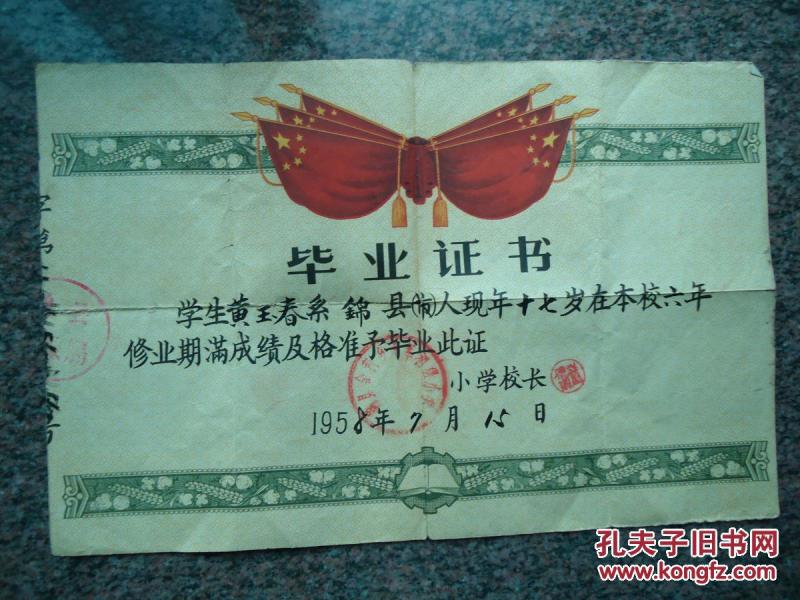 毕业证书
学生黄玉春系錦县(市)人现年十七岁在本校六年
修业期满成绩及格准予毕业此证
小学校长
1958年7月15日
字第
号
孔夫子旧书网
www.kongfz.com